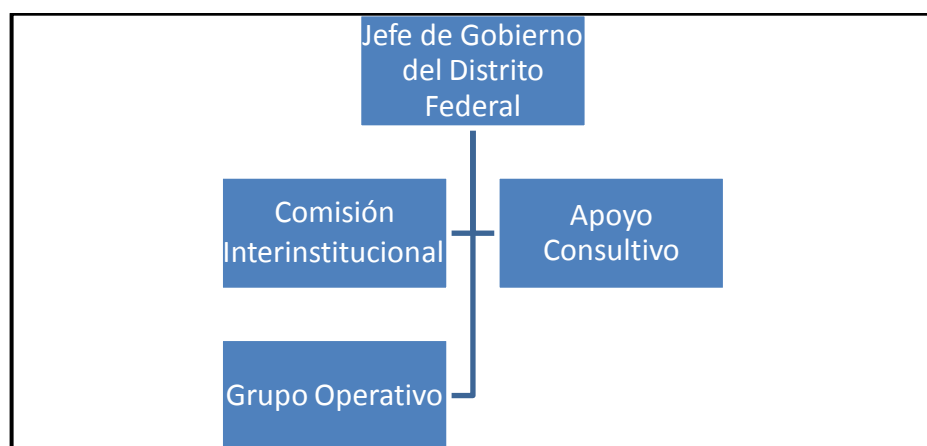 Jefe de Gobierno
del Distrito
Federal
Comisión
Interinstitucional
Apoyo
Consultivo
Grupo Operativo